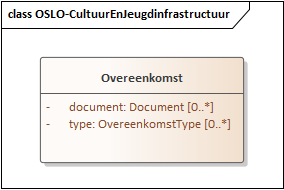 class OSLO-CultuurEnJeugdinfrastructuur
Overeenkomst
- document: Document [0..*]
- type: OvereenkomstType [0..*]